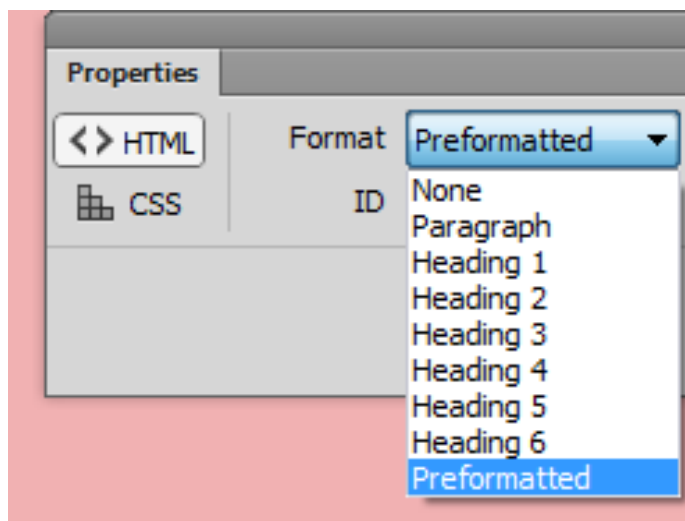 Properties
<> HTML Format Preformatted
CSS ID
None
Paragraph
Heading 1
Heading 2
Heading 3
Heading 4
Heading 5
Heading 6
Preformatted